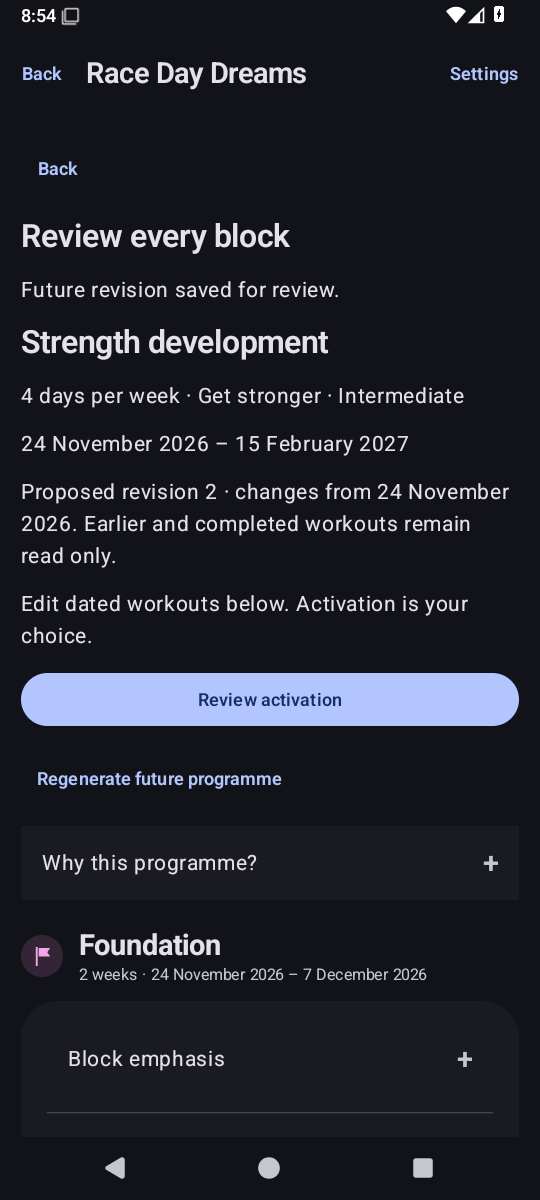 8:54
Back Race Day Dreams Settings
Back
Review every block
Future revision saved for review.
Strength development
4 days per week · Get stronger · Intermediate
24 November 2026 – 15 February 2027
Proposed revision 2 · changes from 24 November
2026. Earlier and completed workouts remain
read only.
Edit dated workouts below. Activation is your
choice.
Review activation
Regenerate future programme
Why this programme? +
Foundation
2 weeks · 24 November 2026 – 7 December 2026
Block emphasis +